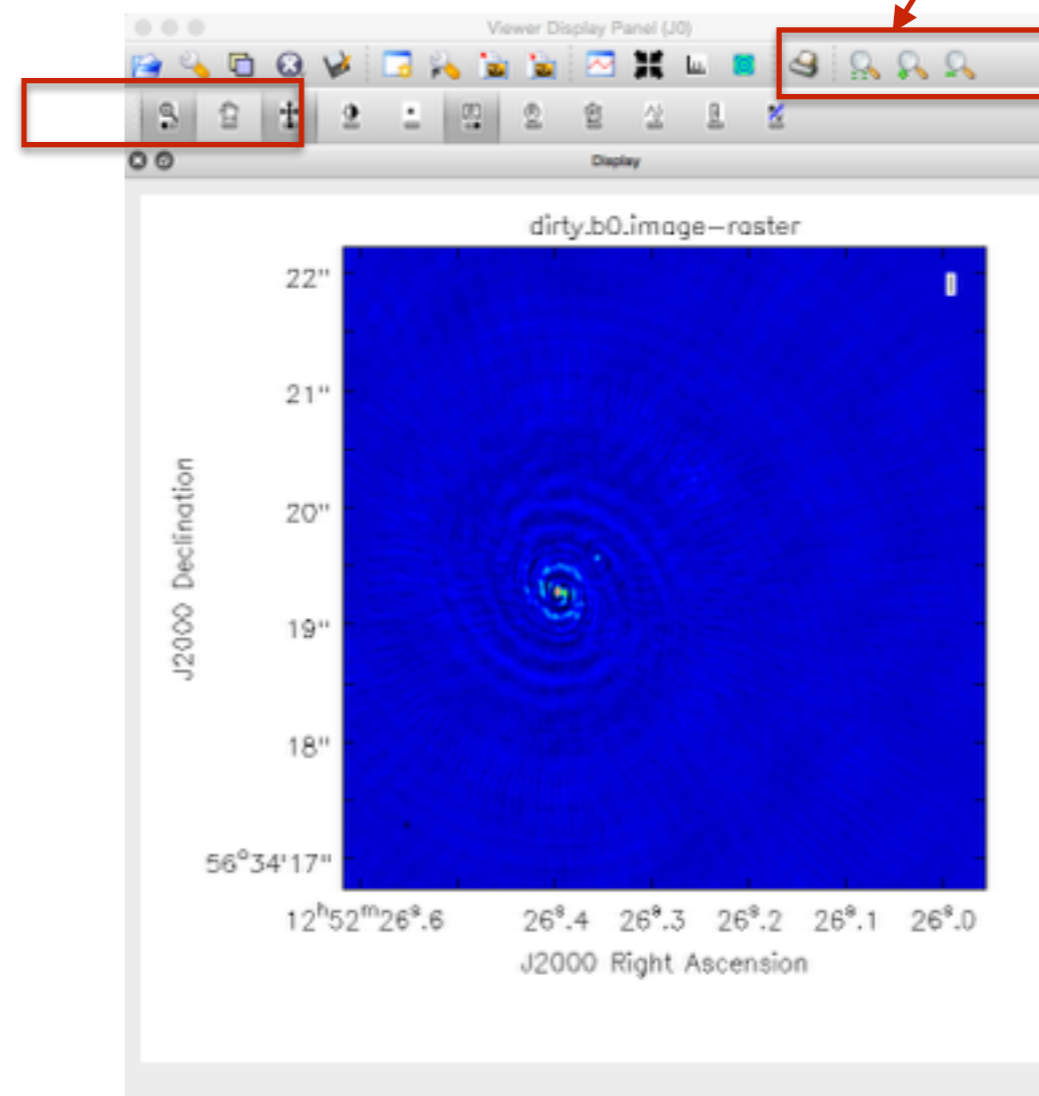 Viewer Display Panel (J0)
Display
dirty.b0.image-raster
22"
21"
20"
19"
18"
56°34'17"
J2000 Declination
12ʰ52ᵐ26ˢ.6 26ˢ.4 26ˢ.3 26ˢ.2 26ˢ.1 26ˢ.0
J2000 Right Ascension